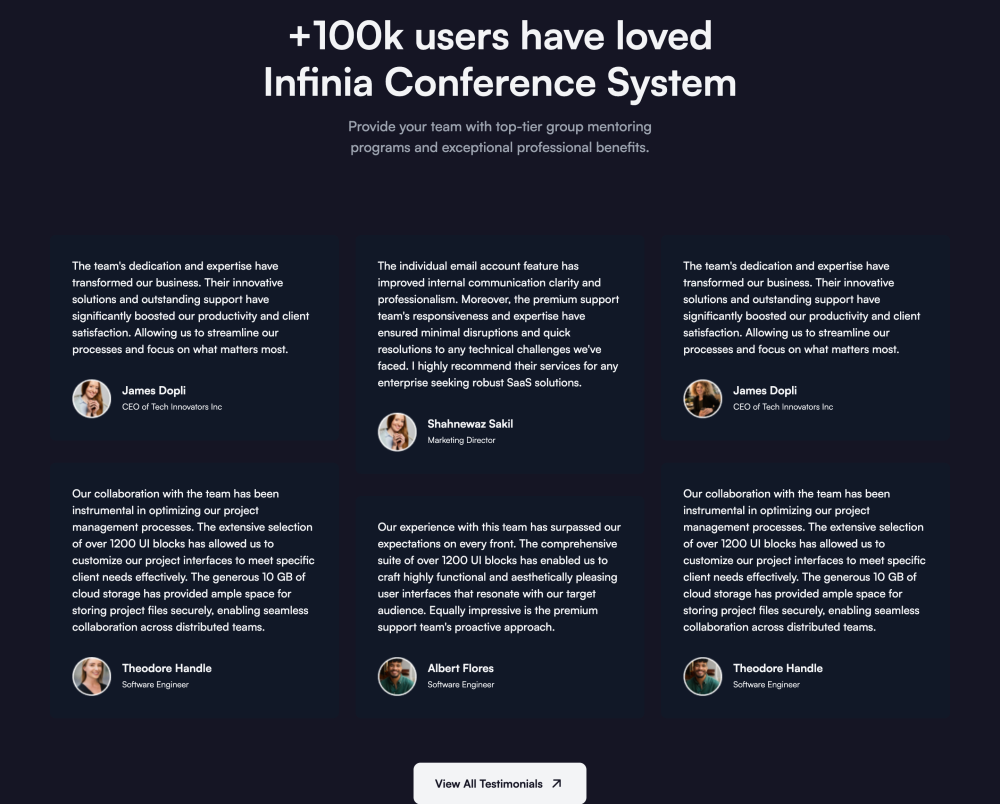 +100k users have loved
Infinia Conference System
Provide your team with top-tier group mentoring
programs and exceptional professional benefits.
The team's dedication and expertise have
transformed our business. Their innovative
solutions and outstanding support have
significantly boosted our productivity and client
satisfaction. Allowing us to streamline our
processes and focus on what matters most.
James Dopli
CEO of Tech Innovators Inc
Our collaboration with the team has been
instrumental in optimizing our project
management processes. The extensive selection
of over 1200 UI blocks has allowed us to
customize our project interfaces to meet specific
client needs effectively. The generous 10 GB of
cloud storage has provided ample space for
storing project files securely, enabling seamless
collaboration across distributed teams.
Theodore Handle
Software Engineer
The individual email account feature has
improved internal communication clarity and
professionalism. Moreover, the premium support
team's responsiveness and expertise have
ensured minimal disruptions and quick
resolutions to any technical challenges we've
faced. I highly recommend their services for any
enterprise seeking robust SaaS solutions.
Shahnewaz Sakil
Marketing Director
Our experience with this team has surpassed our
expectations on every front. The comprehensive
suite of over 1200 UI blocks has enabled us to
craft highly functional and aesthetically pleasing
user interfaces that resonate with our target
audience. Equally impressive is the premium
support team's proactive approach.
Albert Flores
Software Engineer
The team's dedication and expertise have
transformed our business. Their innovative
solutions and outstanding support have
significantly boosted our productivity and client
satisfaction. Allowing us to streamline our
processes and focus on what matters most.
James Dopli
CEO of Tech Innovators Inc
Our collaboration with the team has been
instrumental in optimizing our project
management processes. The extensive selection
of over 1200 UI blocks has allowed us to
customize our project interfaces to meet specific
client needs effectively. The generous 10 GB of
cloud storage has provided ample space for
storing project files securely, enabling seamless
collaboration across distributed teams.
Theodore Handle
Software Engineer
View All Testimonials